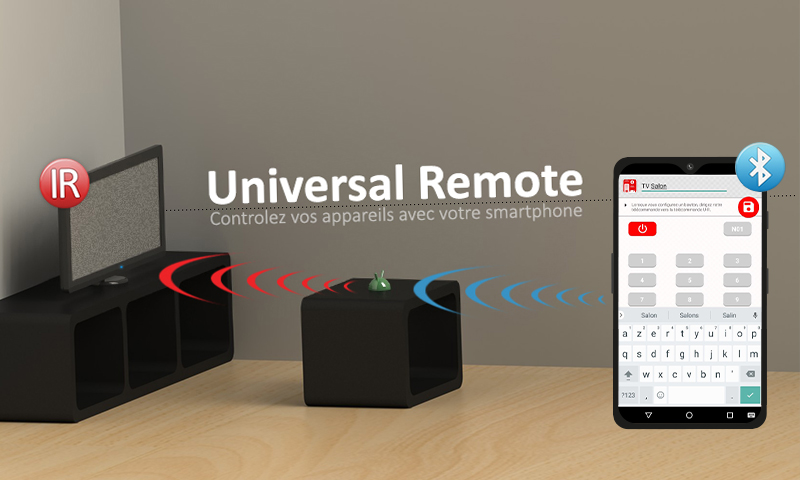 IR
Universal Remote
Controlez vos appareils avec votre smartphone
TV Salon
NET
1 2 3
4 5 6
7 8 9
Salon Salons Salin
a z e r t y u i o p
q s d f g h j k l m
w x c v b n '
?123 , .